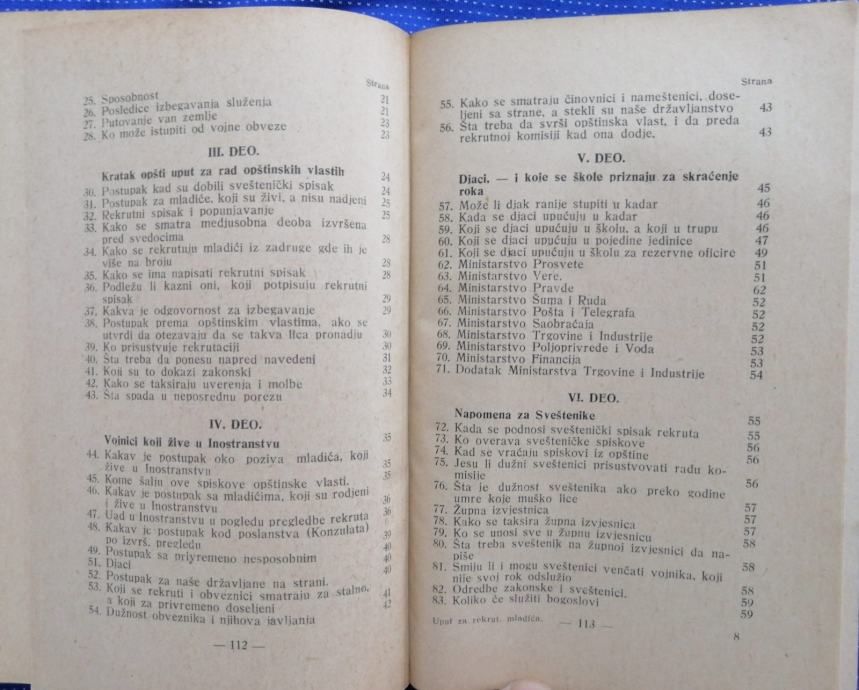 Strana
25. Sposobnost 21
26. Posledice izbegavanja služenja 21
27. Putovanje van zemlje 23
28. Ko može istupiti od vojne obveze 23
III. DEO.
Kratak opšti uput za rad opštinskih vlastih 24
30. Postupak kad su dobili sveštenički spisak 24
31. Postupak za mladiće, koji su živi, a nisu nadjeni 25
32. Rekrutni spisak i popunjavanje 25
33. Kako se smatra medjusobna deoba izvršena
pred svedocima 28
34. Kako se rekrutuju mladići iz zadruge gde ih je
više na broju 28
35. Kako se ima napisati rekrutni spisak 28
36. Podležu li kazni oni, koji potpisuju rekrutni
spisak 29
37. Kakva je odgovornost za izbegavanje 29
38. Postupak prema opštinskim vlastima, ako se
utvrdi da otezavaju da se takva lica pronadju 30
39. Ko prisustvuje rekrutaciji 30
40. Šta treba da ponesu napred navedeni 31
41. Koji su to dokazi zakonski 32
42. Kako se taksiraju uverenja i molbe 33
43. Šta spada u neposrednu porezu 34
IV. DEO.
Vojnici koji žive u Inostranstvu 35
44. Kakav je postupak oko poziva mladića, koji
žive u Inostranstvu 35
45. Kome šalju ove spiskove opštinske vlasti. 35
46. Kakav je postupak sa mladićima, koji su rodjeni
i žive u Inostranstvu 36
47. Uad u Inostranstvu u pogledu pregledbe rekruta 36
48. Kakav je postupak kod poslanstva (Konzulata)
po izvrš. pregledu 39
49. Postupak sa privremeno nesposobnim 40
51. Djaci 40
52. Postupak za naše državljane na strani. 40
53. Koji se rekruti i obveznici smatraju za stalno,
a koji za privremeno doseljeni 41
54. Dužnost obveznika i njihova javljanja 42
— 112 —
Strana
55. Kako se smatraju činovnici i nameštenici, dose-
ljeni sa strane, a stekli su naše državljanstvo 43
56. Šta treba da svrši opštinska vlast, i da preda
rekrutnoj komisiji kad ona dodje. 43
V. DEO.
Djaci. — i koje se škole priznaju za skraćenje
roka 45
57. Može li djak ranije stupiti u kadar 46
58. Kada se djaci upućuju u kadar 46
59. Koji se djaci upućuju u školu, a koji u trupu 46
60. Koji se djaci upućuju u pojedine jedinice 47
61. Koji se djaci upućuju u školu za rezervne oficire 49
62. Ministarstvo Prosvete 51
63. Ministarstvo Vere. 51
64. Ministarstvo Pravde 62
65. Ministarstvo Šuma i Ruda 52
66. Ministarstvo Pošta i Telegrafa 52
67. Ministarstvo Saobraćaja 52
68. Ministarstvo Trgovine i Industrije 52
69. Ministarstvo Poljoprivrede i Voda 53
70. Ministarstvo Financija 53
71. Dodatak Ministarstva Trgovine i Industrije 54
VI. DEO.
Napomena za Sveštenike
72. Kada se podnosi sveštenički spisak rekruta 55
73. Ko overava svešteničke spiskove 55
74. Kad se vraćaju spiskovi iz opštine 56
75. Jesu li dužni sveštenici prisustvovati radu ko- 56
misije
76. Šta je dužnost sveštenika ako preko godine 56
umre koje muško lice
77. Župna izvjestnica 57
78. Kako se taksira župna izvjesnica 57
79. Ko se unosi sve u župnu izvjesnicu 57
80. Šta treba sveštenik na župnoj izvjesnici da na- 58
piše
81. Smiju li i mogu sveštenici venčati vojnika, koji 58
nije svoj rok odslužio
82. Odredbe zakonske i sveštenici. 58
83. Koliko će služiti bogoslovi 59
59
Uput za rekrut. mladića. — 113 —
8